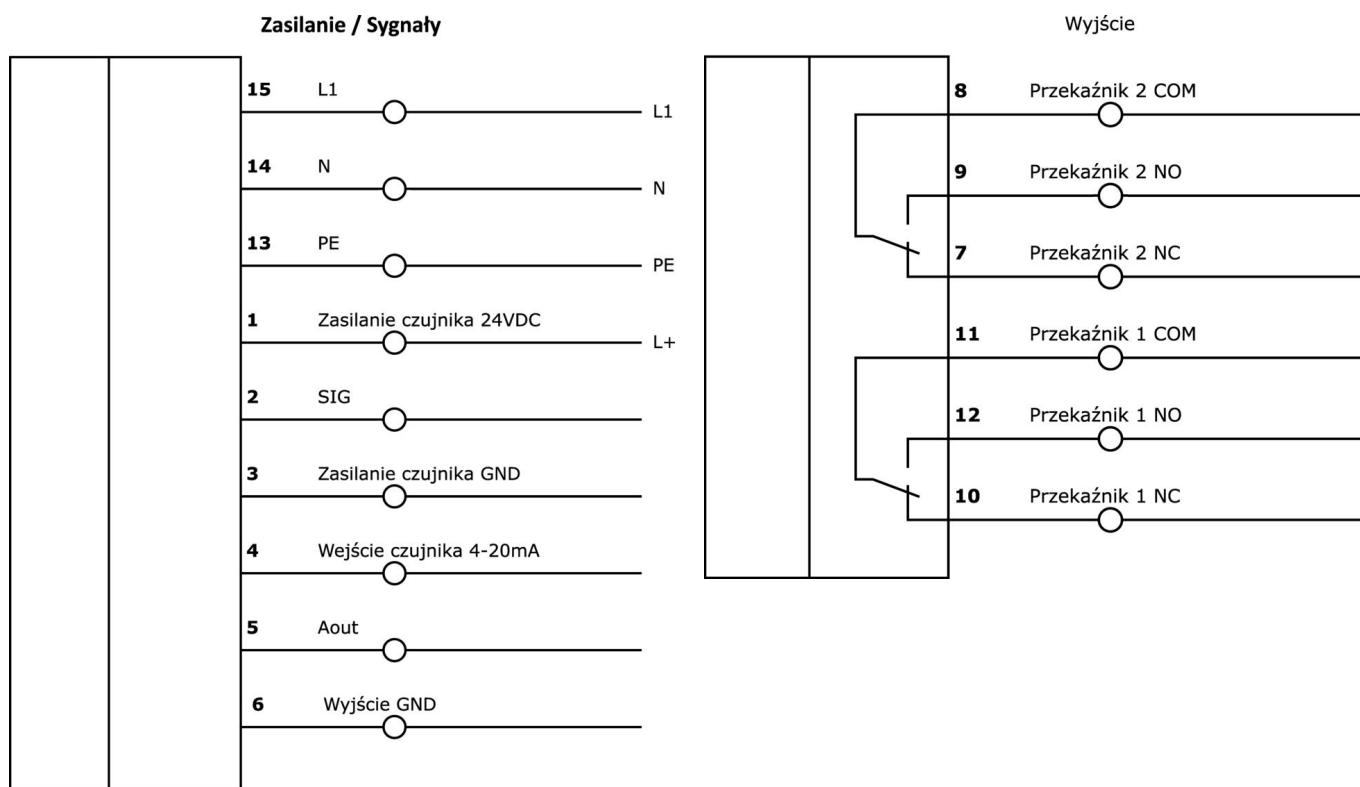 Zasilanie / Sygnały
15 L1
L1
14 N
N
13 PE
PE
1 Zasilanie czujnika 24VDC
L+
2 SIG
3 Zasilanie czujnika GND
4 Wejście czujnika 4-20mA
5 Aout
6 Wyjście GND
Wyjście
8 Przekaźnik 2 COM
9 Przekaźnik 2 NO
7 Przekaźnik 2 NC
11 Przekaźnik 1 COM
12 Przekaźnik 1 NO
10 Przekaźnik 1 NC